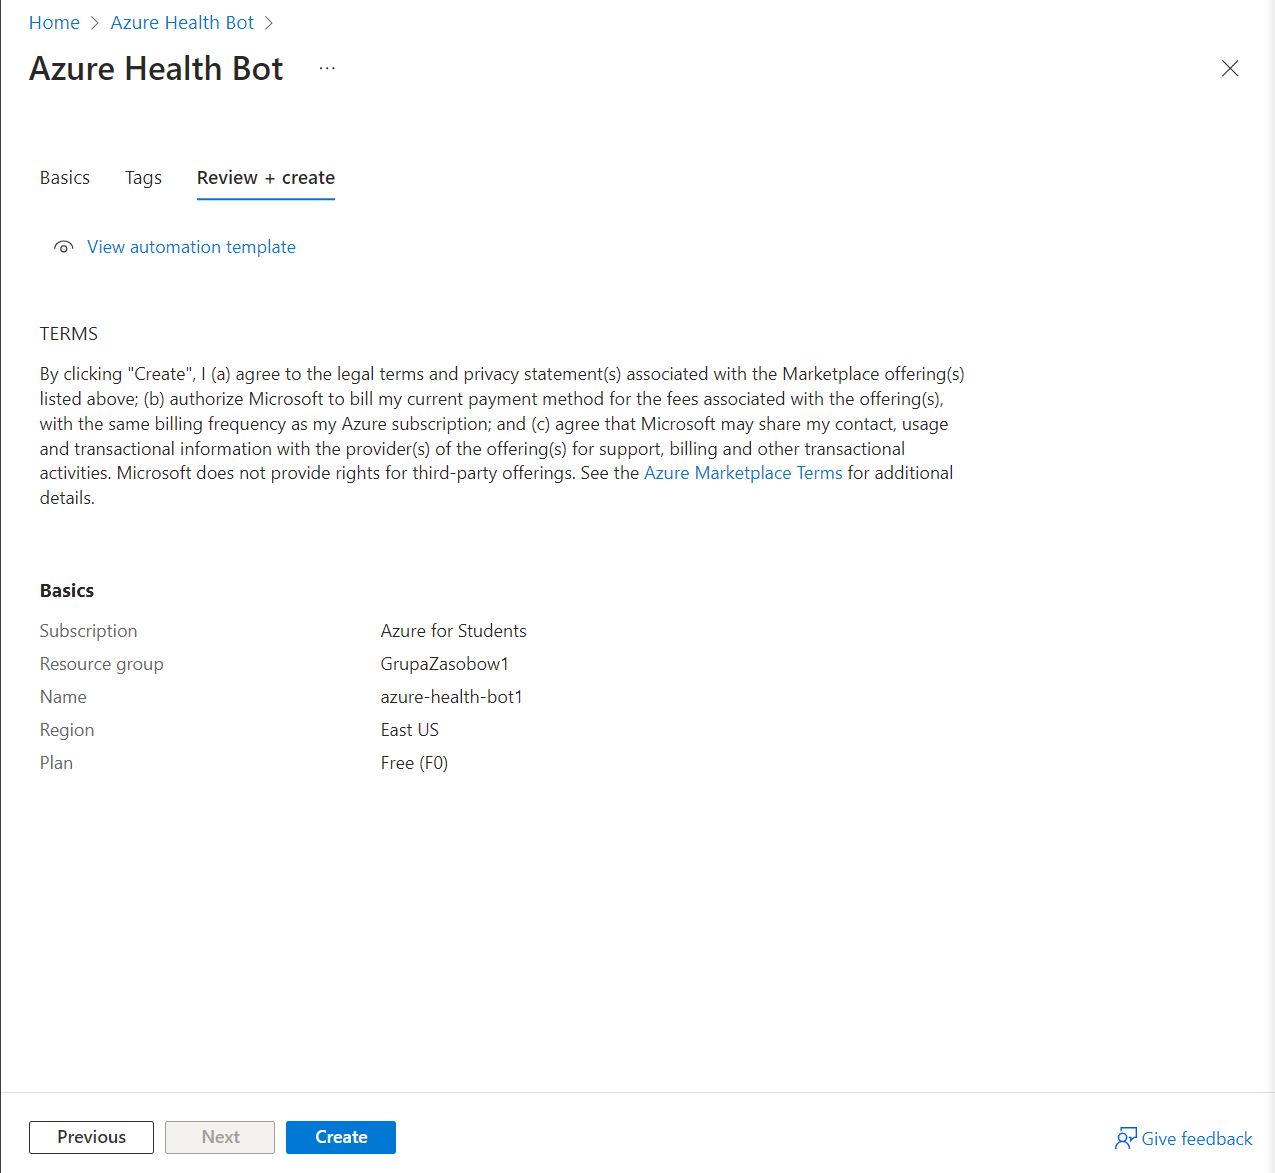 Home > Azure Health Bot >
Azure Health Bot ...
Basics Tags Review + create
View automation template
TERMS
By clicking "Create", I (a) agree to the legal terms and privacy statement(s) associated with the Marketplace offering(s)
listed above; (b) authorize Microsoft to bill my current payment method for the fees associated with the offering(s),
with the same billing frequency as my Azure subscription; and (c) agree that Microsoft may share my contact, usage
and transactional information with the provider(s) of the offering(s) for support, billing and other transactional
activities. Microsoft does not provide rights for third-party offerings. See the Azure Marketplace Terms for additional
details.
Basics
Subscription Azure for Students
Resource group GrupaZasobow1
Name azure-health-bot1
Region East US
Plan Free (F0)
Previous Next Create Give feedback